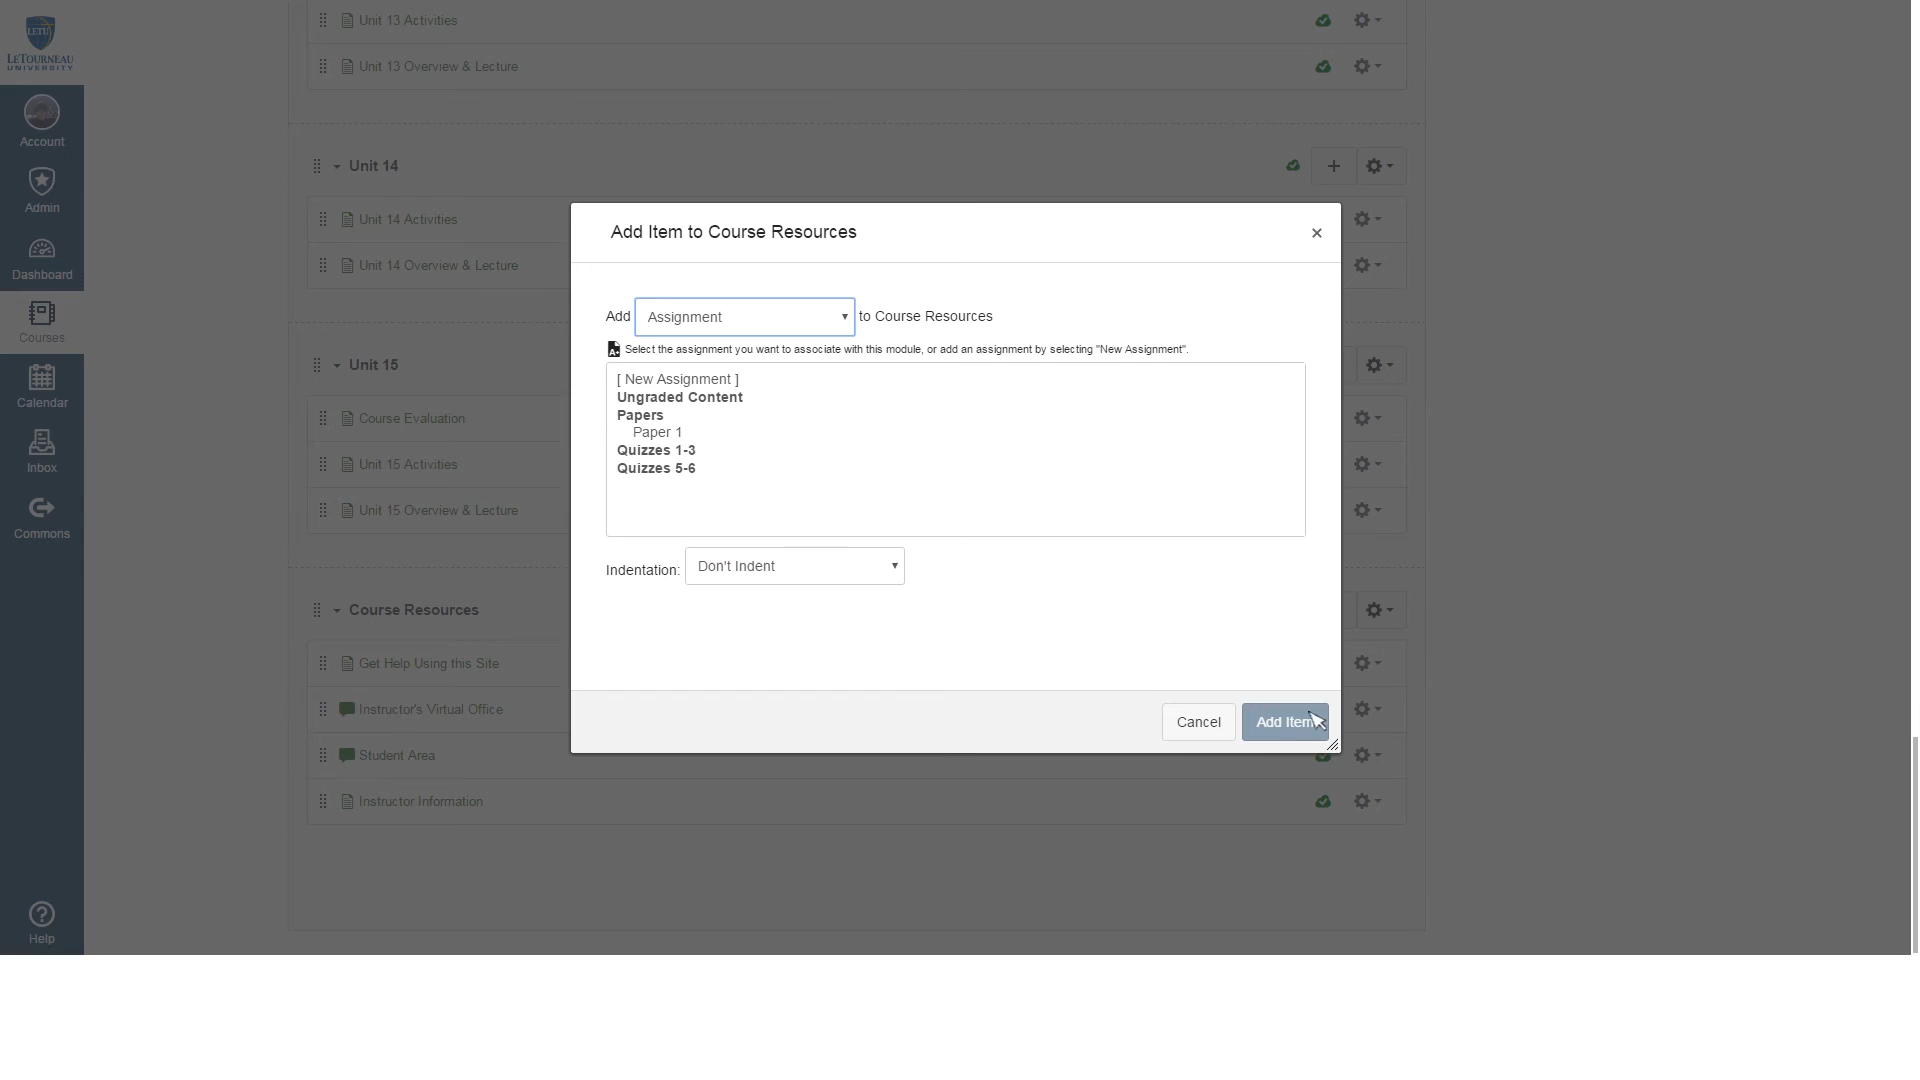 LETU
LETOURNEAU
UNIVERSITY
Account
Admin
Dashboard
Courses
Calendar
Inbox
Commons
Help
Unit 13 Activities
Unit 13 Overview & Lecture
Unit 14
Unit 14 Activities
Unit 14 Overview & Lecture
Unit 15
Course Evaluation
Unit 15 Activities
Unit 15 Overview & Lecture
Course Resources
Get Help Using this Site
Instructor's Virtual Office
Student Area
Instructor Information
Add Item to Course Resources
×
Add Assignment to Course Resources
Select the assignment you want to associate with this module, or add an assignment by selecting "New Assignment".
[ New Assignment ]
Ungraded Content
Papers
Paper 1
Quizzes 1-3
Quizzes 5-6
Indentation: Don't Indent
Cancel Add Item